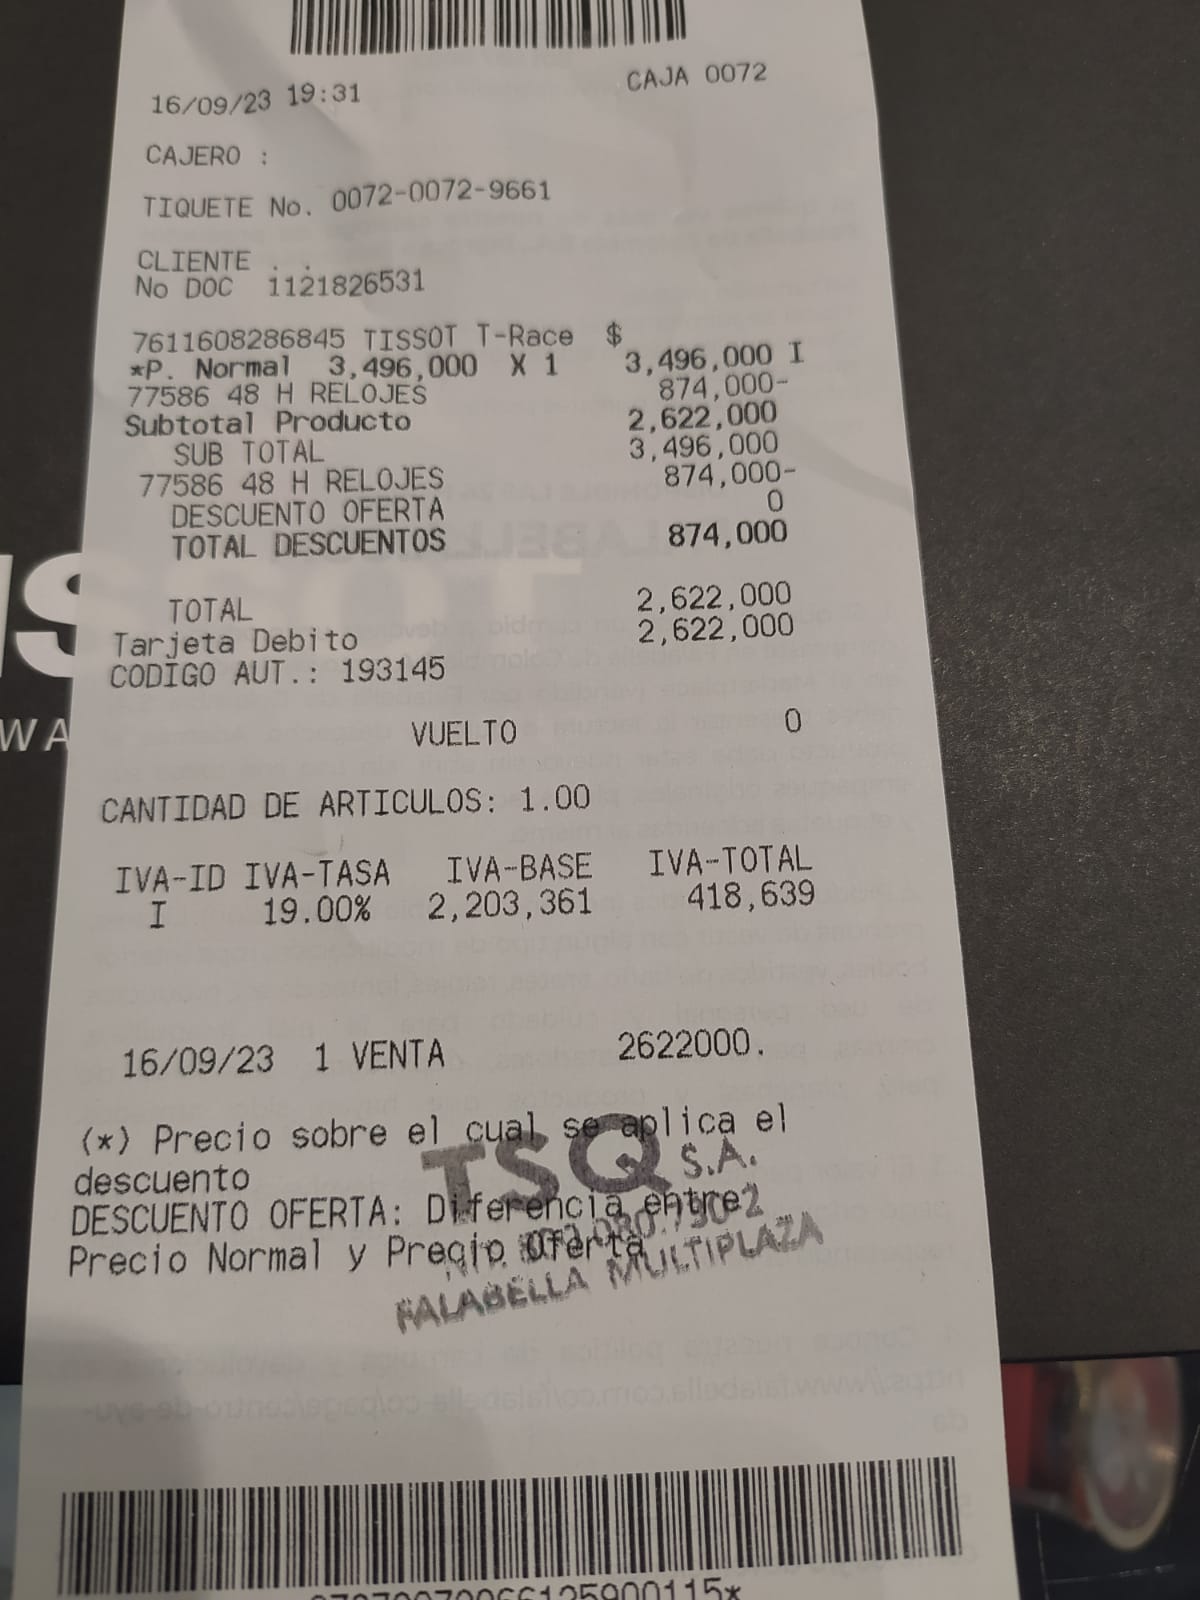 16/09/23 19:31 CAJA 0072
CAJERO :
TIQUETE No. 0072-0072-9661
CLIENTE . .
No DOC 1121826531
7611608286845 TISSOT T-Race $
*P. Normal 3,496,000 X 1 3,496,000 I
77586 48 H RELOJES 874,000-
Subtotal Producto 2,622,000
SUB TOTAL 3,496,000
77586 48 H RELOJES 874,000-
DESCUENTO OFERTA 0
TOTAL DESCUENTOS 874,000
TOTAL 2,622,000
Tarjeta Debito 2,622,000
CODIGO AUT.: 193145
VUELTO 0
CANTIDAD DE ARTICULOS: 1.00
IVA-ID IVA-TASA IVA-BASE IVA-TOTAL
I 19.00% 2,203,361 418,639
16/09/23 1 VENTA 2622000.
(*) Precio sobre el cual se aplica el
descuento
DESCUENTO OFERTA: Diferencia entre
Precio Normal y Precio Oferta
TSQ S.A.
FALABELLA MULTIPLAZA